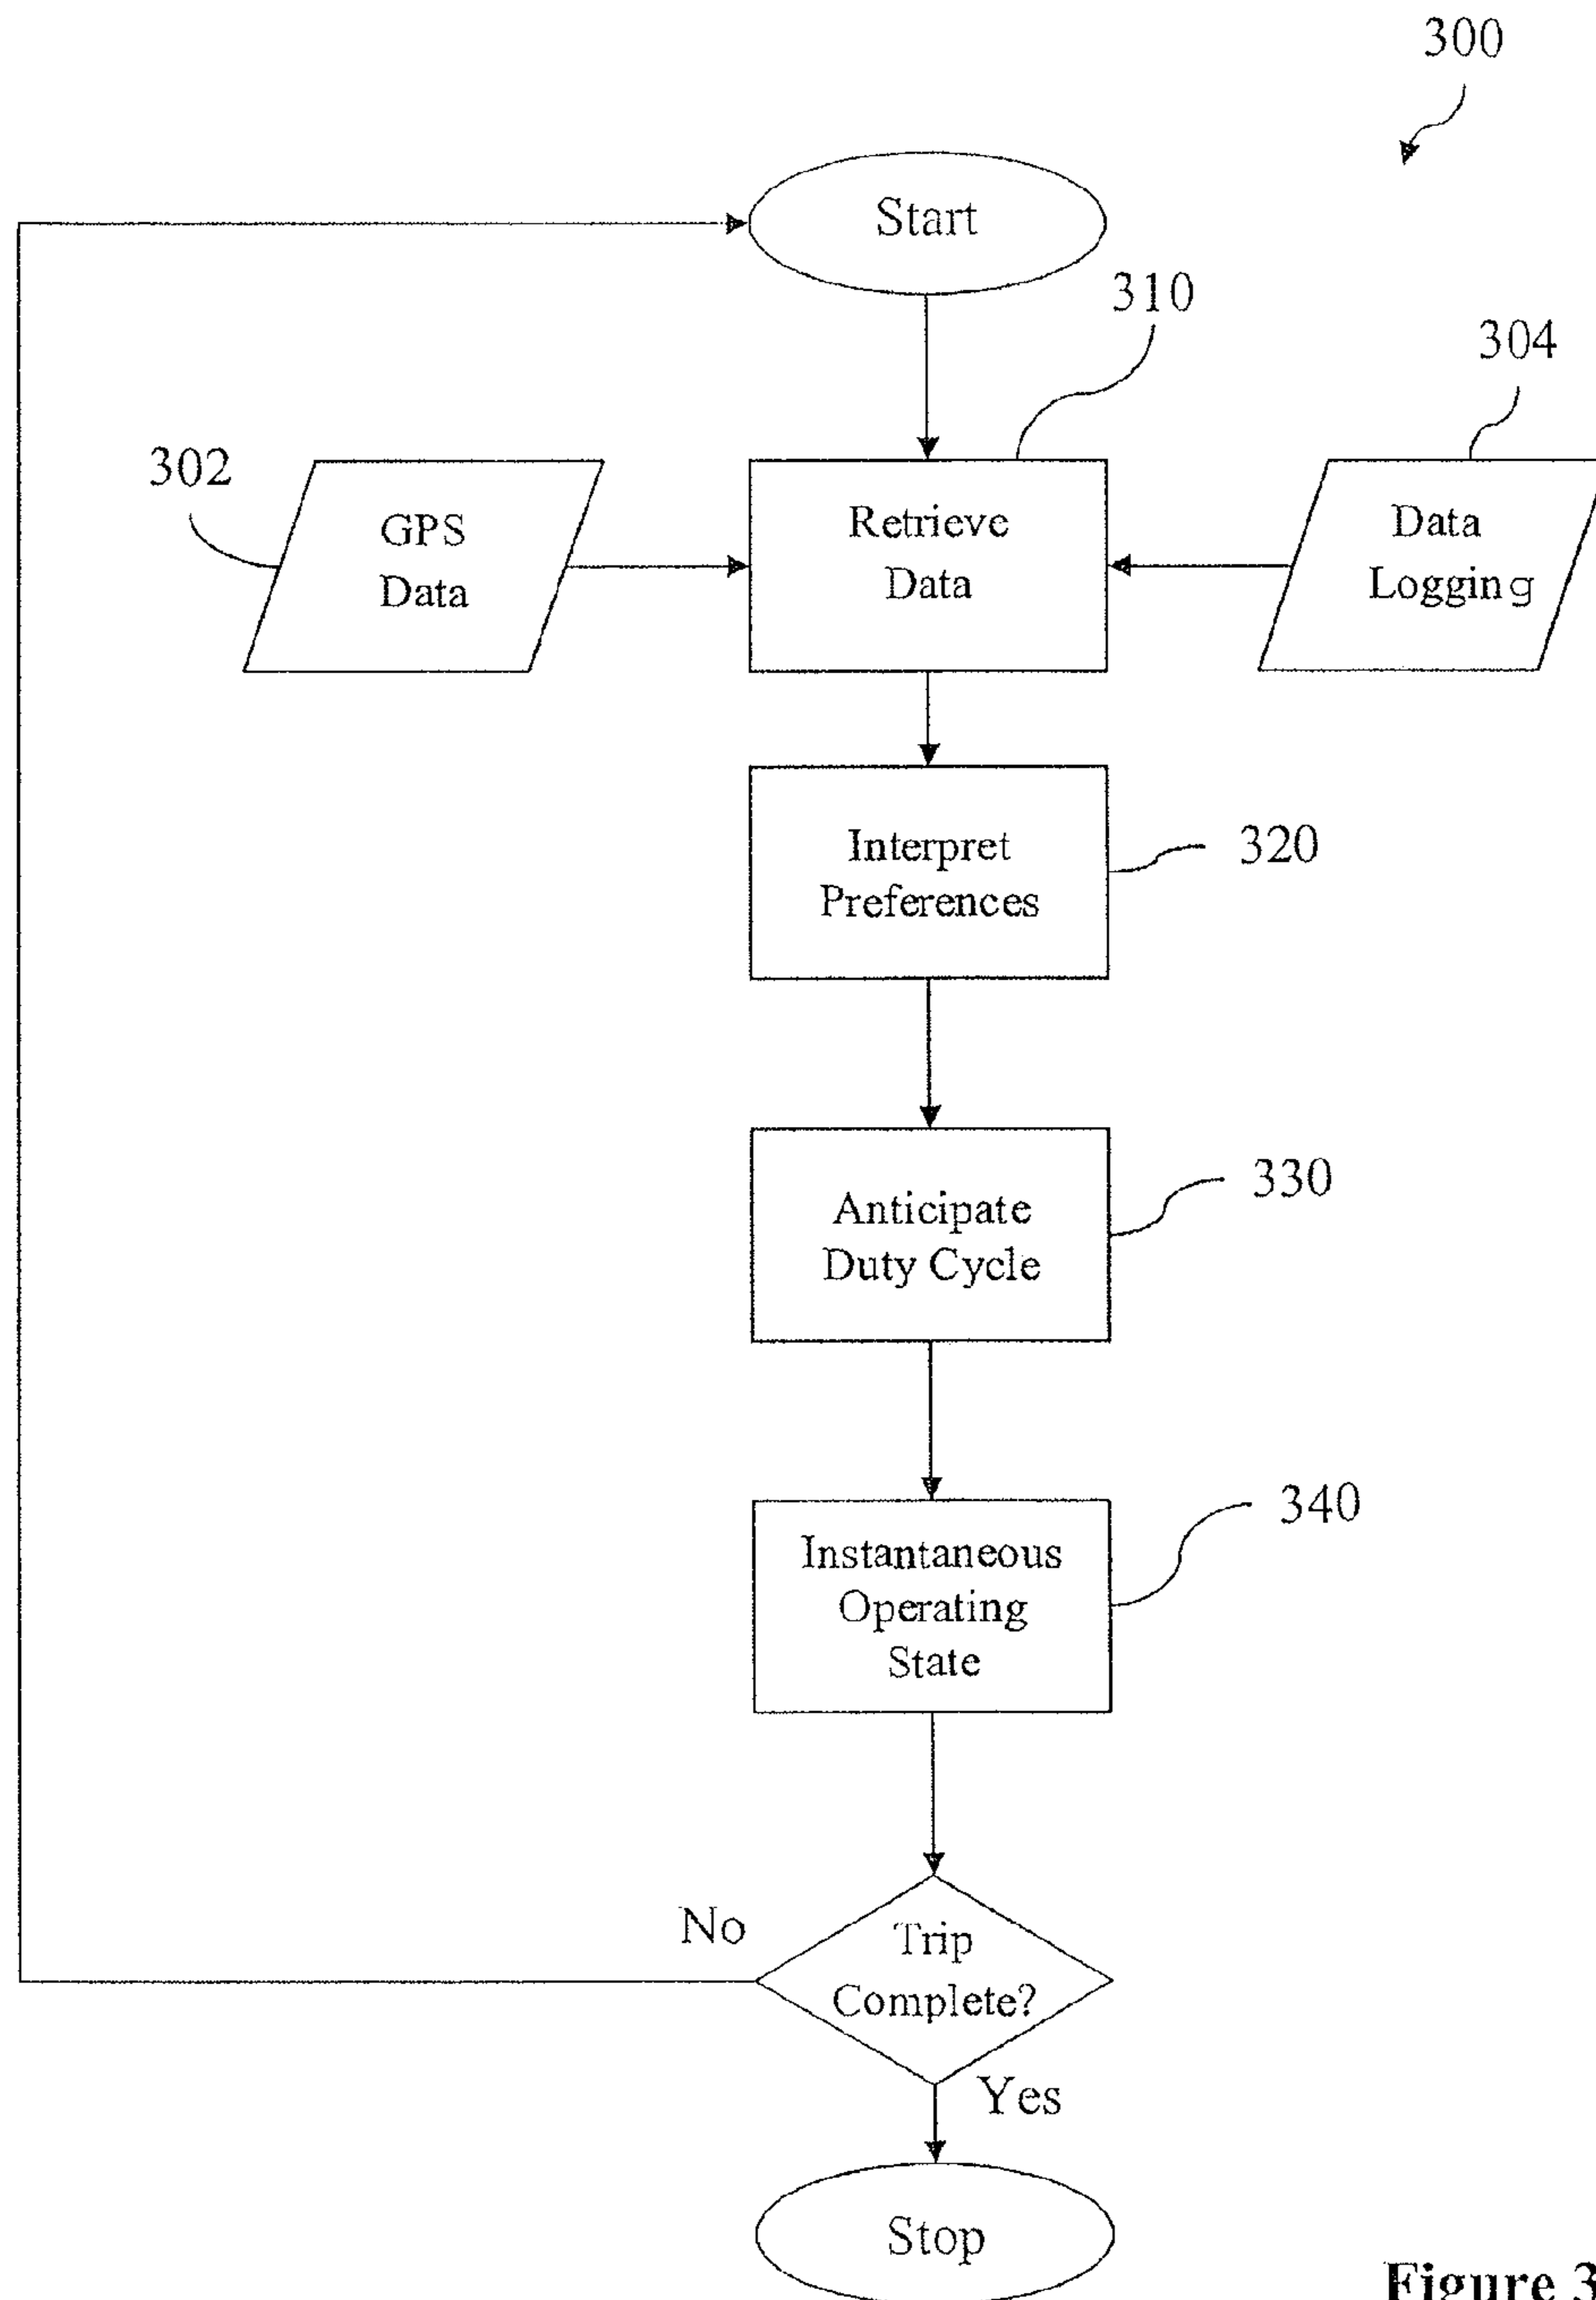 300
Start
310
304
302
GPS
Data
Retrieve
Data
Data
Logging
Interpret
Preferences
320
Anticipate
Duty Cycle
330
Instantaneous
Operating
State
340
No
Trip
Complete?
Yes
Stop
Figure 3